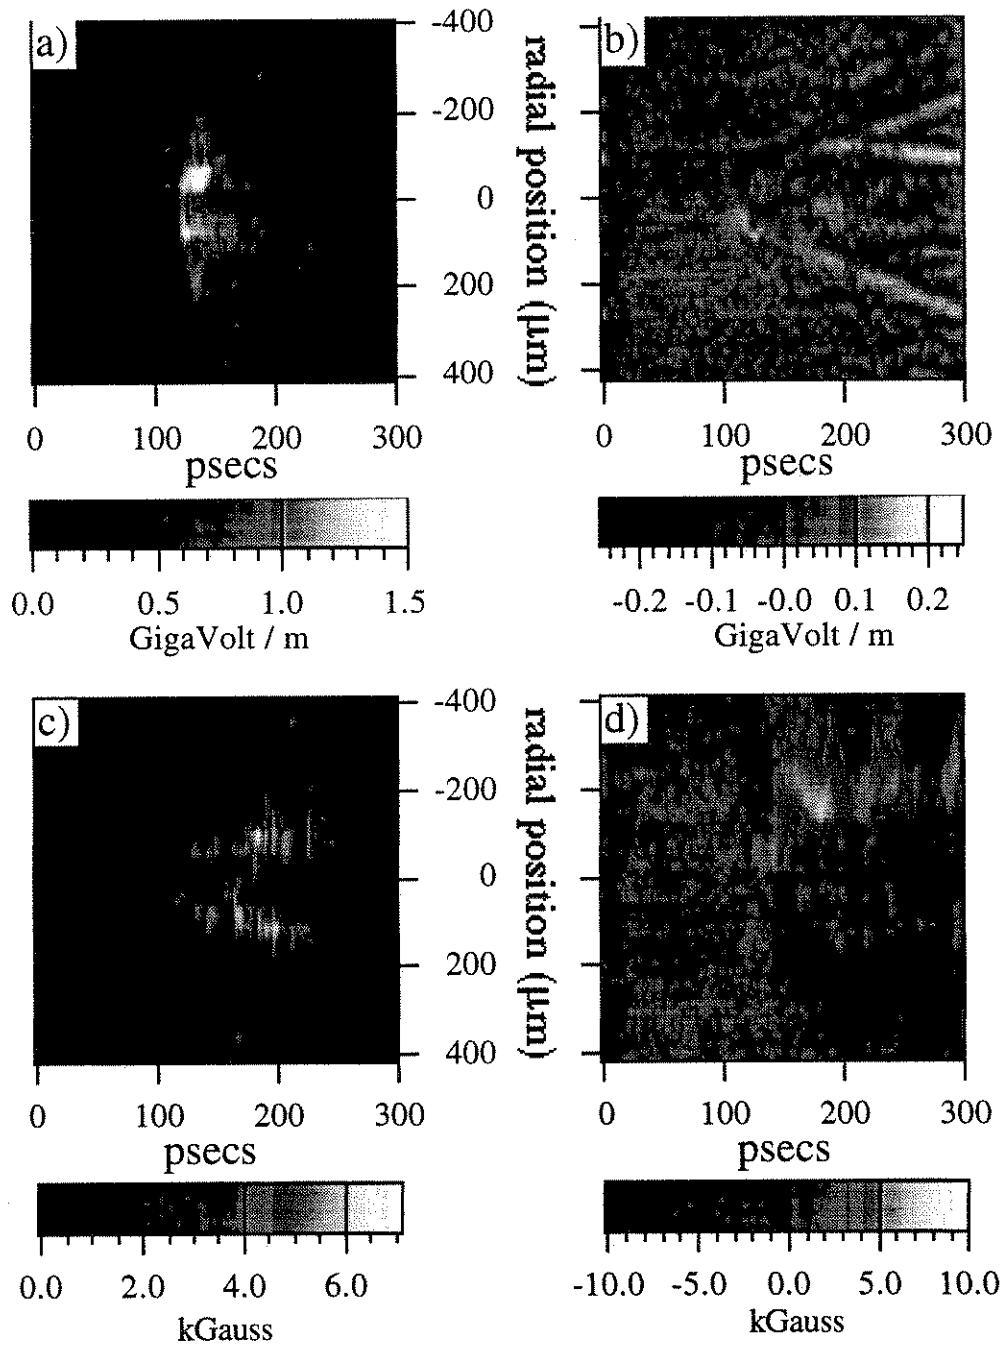 a)
-400
-200
0
200
400
radial position (μm)
0 100 200 300
psecs
0.0 0.5 1.0 1.5
GigaVolt / m
b)
0 100 200 300
psecs
-0.2 -0.1 -0.0 0.1 0.2
GigaVolt / m
c)
-400
-200
0
200
400
radial position (μm)
0 100 200 300
psecs
0.0 2.0 4.0 6.0
kGauss
d)
0 100 200 300
psecs
-10.0 -5.0 0.0 5.0 10.0
kGauss